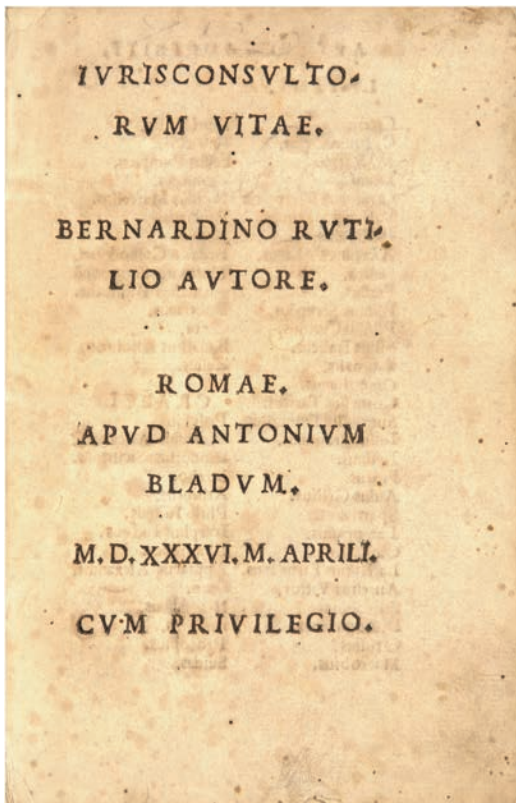 IVRISCONSVLTO-
RVM VITAE.
BERNARDINO RVTI-
LIO AVTORE.
ROMAE.
APVD ANTONIVM
BLADVM.
M. D. XXXVI. M. APRILI.
CVM PRIVILEGIO.